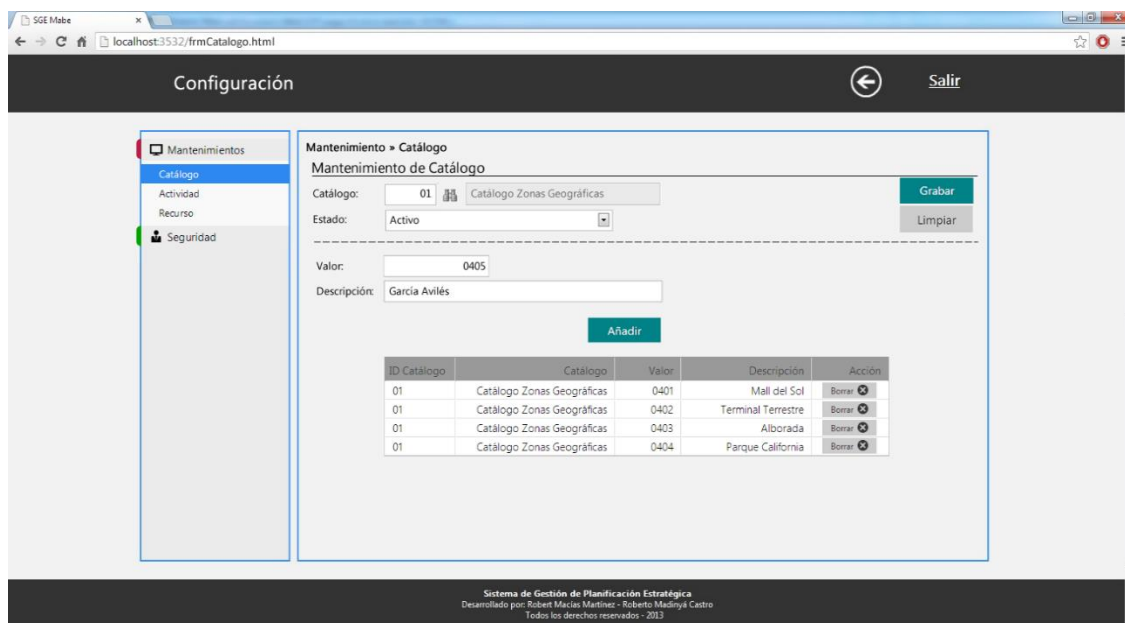 SGE Mabe
localhost:3532/frmCatalogo.html
Configuración
Salir
Mantenimientos
Catálogo
Actividad
Recurso
Seguridad
Mantenimiento » Catálogo
Mantenimiento de Catálogo
Catálogo: 01 Catálogo Zonas Geográficas
Grabar
Estado: Activo
Limpiar
Valor: 0405
Descripción: García Avilés
Añadir
ID Catálogo Catálogo Valor Descripción Acción
01 Catálogo Zonas Geográficas 0401 Mall del Sol Borrar
01 Catálogo Zonas Geográficas 0402 Terminal Terrestre Borrar
01 Catálogo Zonas Geográficas 0403 Alborada Borrar
01 Catálogo Zonas Geográficas 0404 Parque California Borrar
Sistema de Gestión de Planificación Estratégica
Desarrollado por: Robert Macías Martínez - Roberto Madinyá Castro
Todos los derechos reservados - 2013